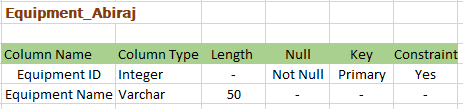 Equipment_Abiraj
Column Name Column Type Length Null Key Constraint
Equipment ID Integer - Not Null Primary Yes
Equipment Name Varchar 50 - - -